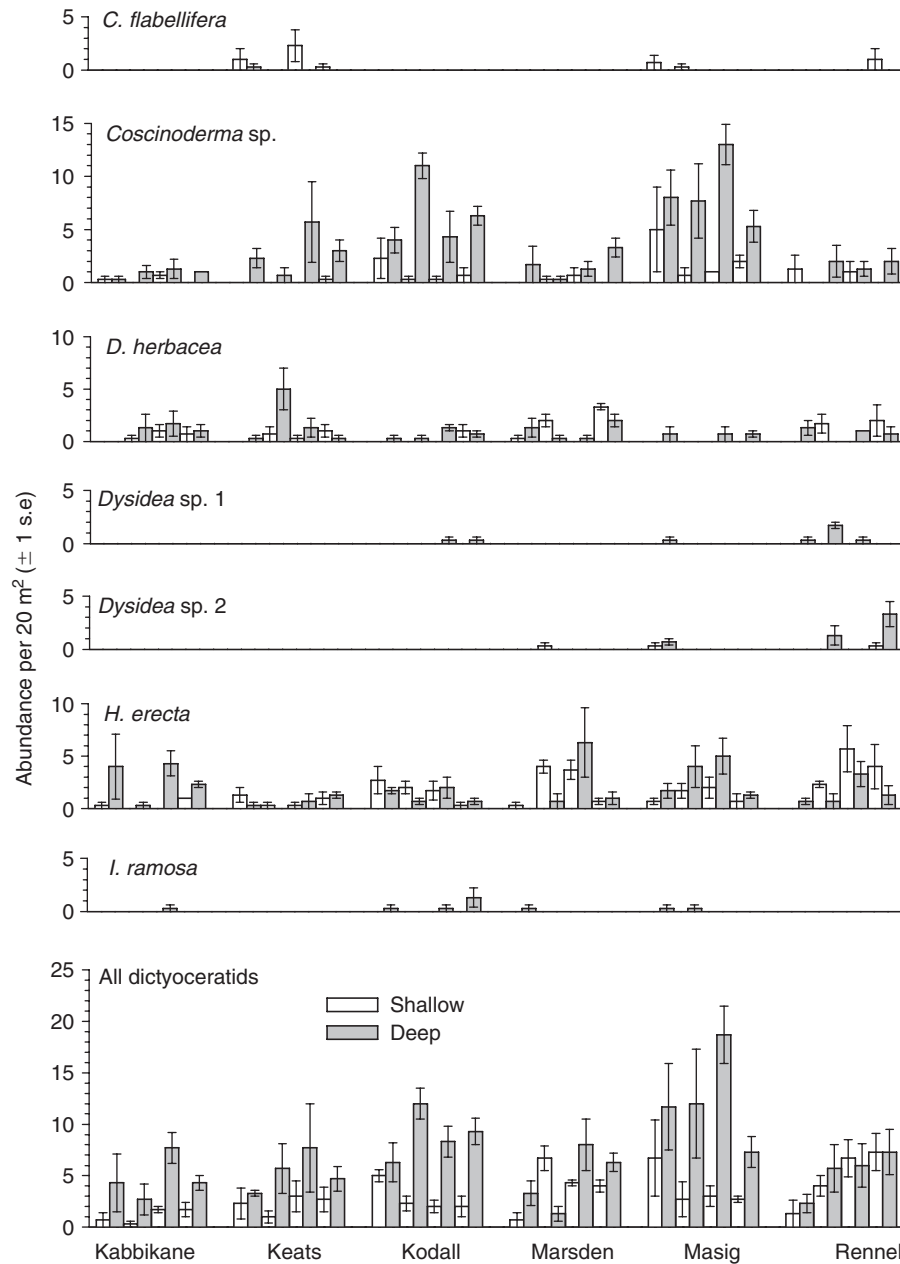 C. flabellifera
5
0
Coscinoderma sp.
15
10
5
0
D. herbacea
10
5
0
Dysidea sp. 1
5
0
Dysidea sp. 2
5
0
H. erecta
10
5
0
I. ramosa
5
0
All dictyoceratids
25
20
15
10
5
0
Shallow
Deep
Abundance per 20 m² (± 1 s.e)
Kabbikane Keats Kodall Marsden Masig Rennel